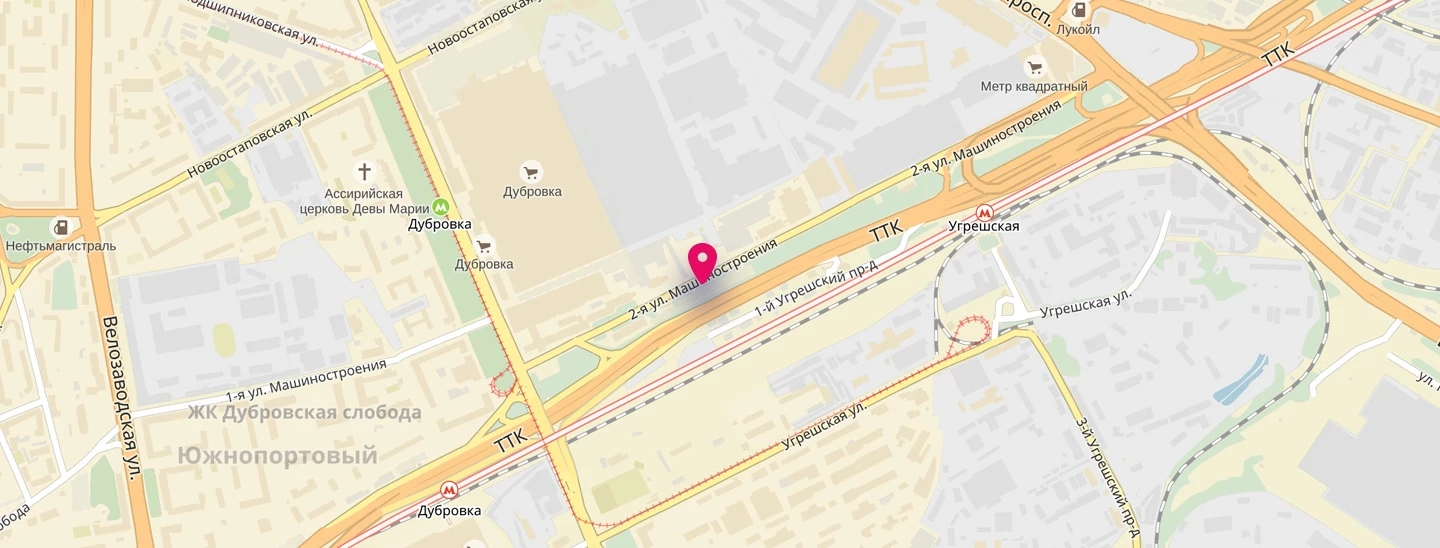 одшипниковская ул.
Новоостаповская ул.
просп.
Лукойл
ТТК
Метр квадратный
Новоостаповская ул.
2-я ул. Машиностроения
Ассирийская
церковь Девы Марии
Дубровка
Дубровка
Нефтьмагистраль
Дубровка
ТТК
Угрешская
2-я ул. Машиностроения
1-й Угрешский пр-д
Угрешская ул.
Велозаводская ул.
1-я ул. Машиностроения
ЖК Дубровская слобода
Южнопортовый
ТТК
Угрешская ул.
3-й Угрешский пр-д
ул.
Дубровка
обода